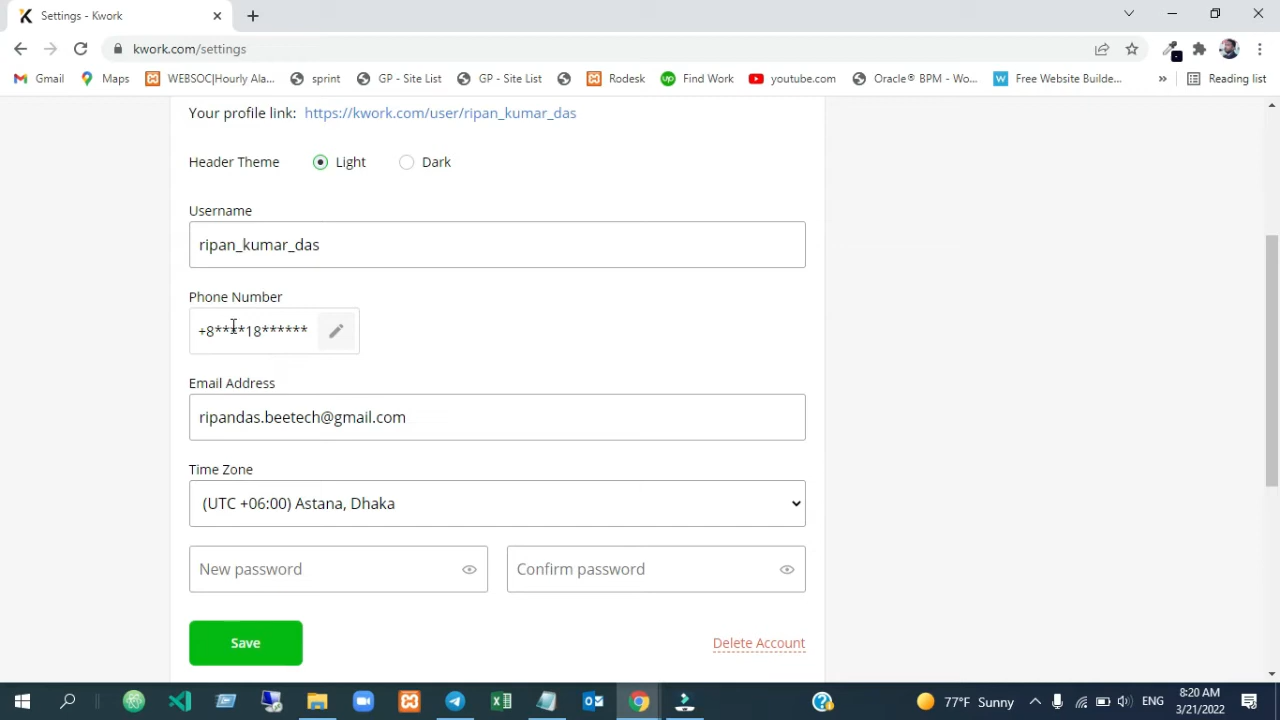 Settings - Kwork
kwork.com/settings
Gmail Maps WEBSOC|Hourly Ala... sprint GP - Site List GP - Site List Rodesk Find Work youtube.com Oracle® BPM - Wo... Free Website Builde... » Reading list
Your profile link: https://kwork.com/user/ripan_kumar_das
Header Theme Light Dark
Username
ripan_kumar_das
Phone Number
+8****18******
Email Address
ripandas.beetech@gmail.com
Time Zone
(UTC +06:00) Astana, Dhaka
New password Confirm password
Save Delete Account
77°F Sunny ENG 8:20 AM
3/21/2022